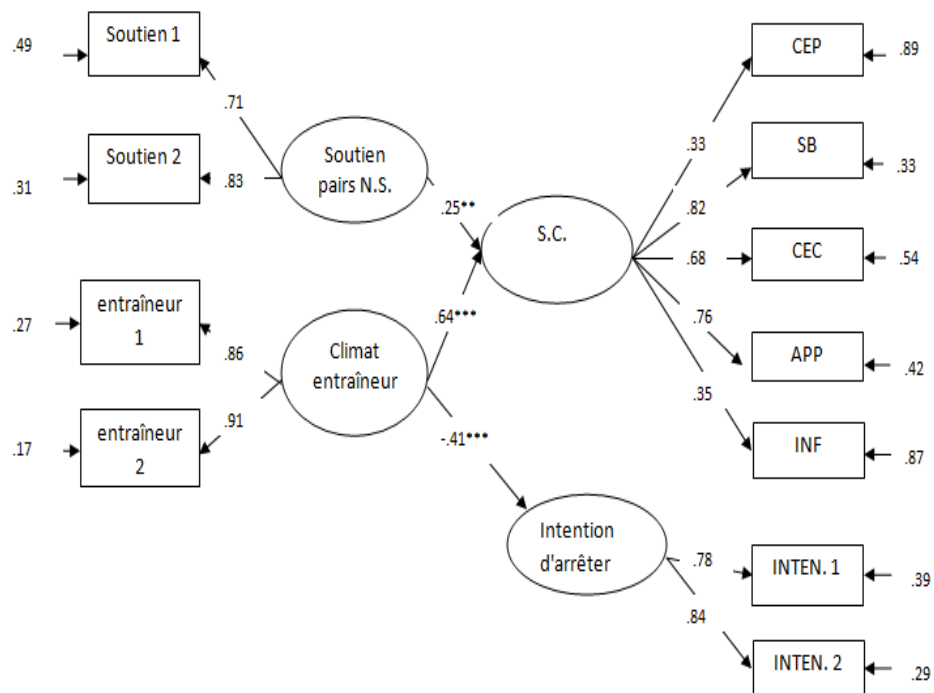 Soutien 1
.49
.71
Soutien 2
.31
.83
Soutien
pairs N.S.
.25**
entraîneur
1
.27
.86
Climat
entraîneur
.64***
entraîneur
2
.17
.91
-.41***
S.C.
CEP
.89
.33
SB
.33
.82
CEC
.54
.68
APP
.42
.76
INF
.87
.35
Intention
d'arrêter
INTEN. 1
.39
.78
INTEN. 2
.29
.84